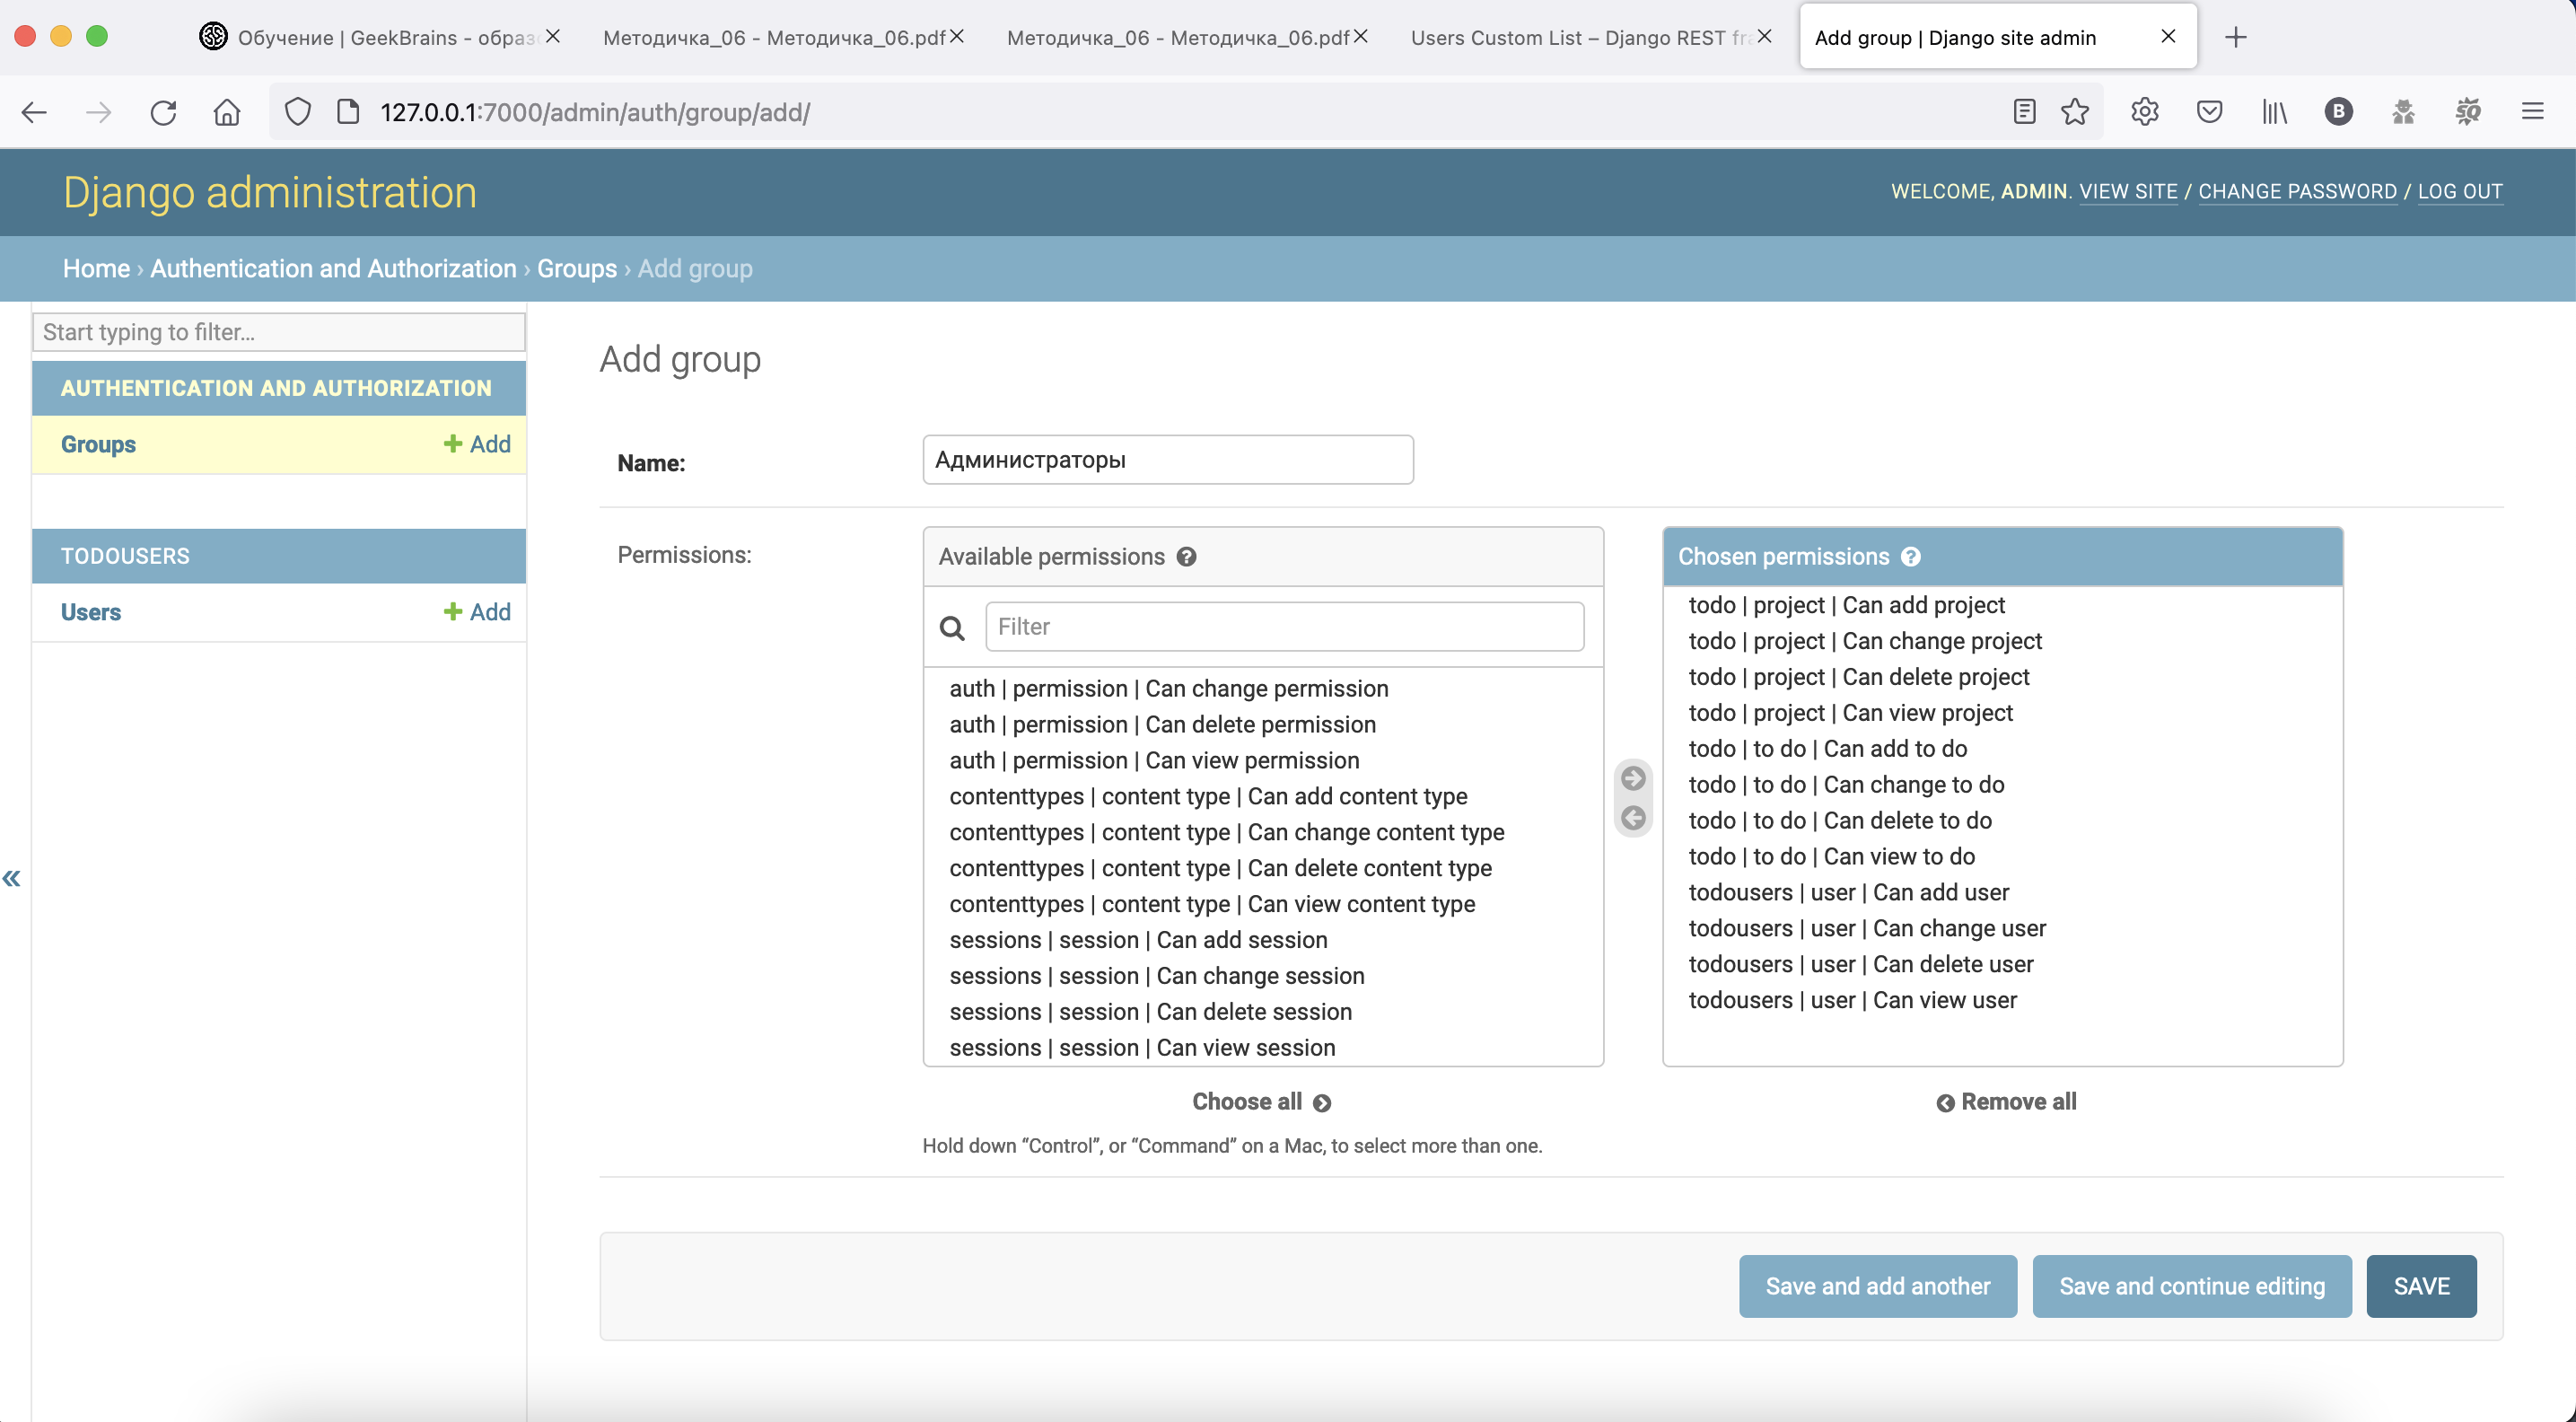 Обучение | GeekBrains - образ
Методичка_06 - Методичка_06.pdf
Методичка_06 - Методичка_06.pdf
Users Custom List – Django REST fra
Add group | Django site admin
127.0.0.1:7000/admin/auth/group/add/
Django administration
WELCOME, ADMIN. VIEW SITE / CHANGE PASSWORD / LOG OUT
Home › Authentication and Authorization › Groups › Add group
Start typing to filter...
AUTHENTICATION AND AUTHORIZATION
Groups
+ Add
TODOUSERS
Users
+ Add
«
Add group
Name:
Администраторы
Permissions:
Available permissions ?
Filter
auth | permission | Can change permission
auth | permission | Can delete permission
auth | permission | Can view permission
contenttypes | content type | Can add content type
contenttypes | content type | Can change content type
contenttypes | content type | Can delete content type
contenttypes | content type | Can view content type
sessions | session | Can add session
sessions | session | Can change session
sessions | session | Can delete session
sessions | session | Can view session
Choose all
Hold down “Control”, or “Command” on a Mac, to select more than one.
Chosen permissions ?
todo | project | Can add project
todo | project | Can change project
todo | project | Can delete project
todo | project | Can view project
todo | to do | Can add to do
todo | to do | Can change to do
todo | to do | Can delete to do
todo | to do | Can view to do
todousers | user | Can add user
todousers | user | Can change user
todousers | user | Can delete user
todousers | user | Can view user
Remove all
Save and add another
Save and continue editing
SAVE